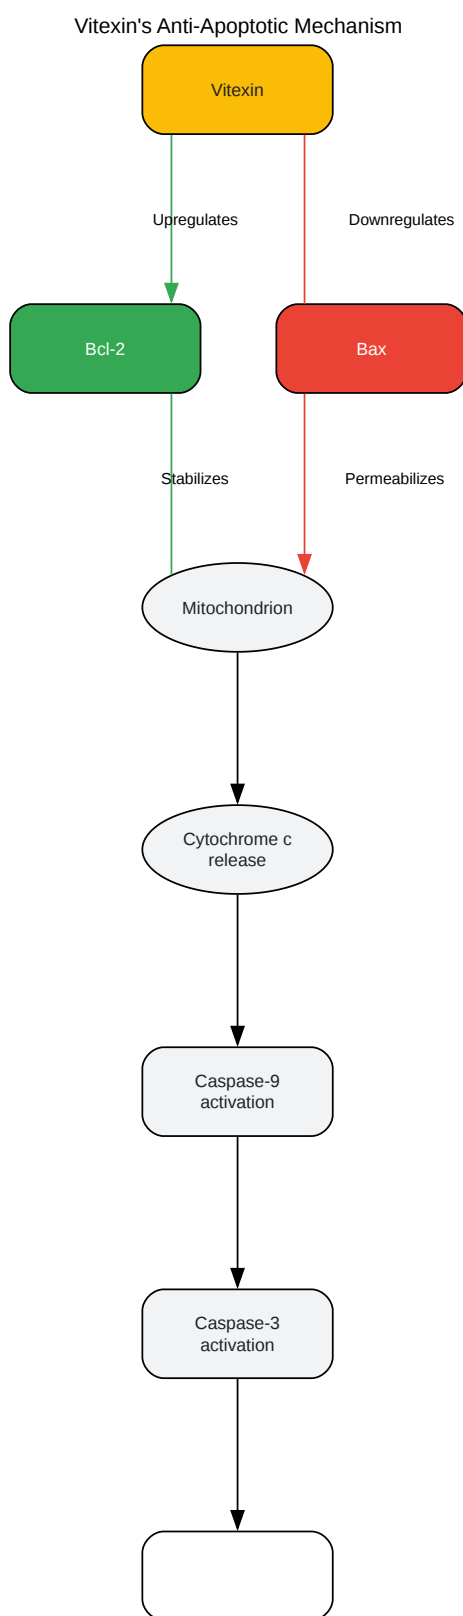 Vitexin's Anti-Apoptotic Mechanism
Vitexin
Upregulates
Downregulates
Bcl-2
Bax
Stabilizes
Permeabilizes
Mitochondrion
Cytochrome c
release
Caspase-9
activation
Caspase-3
activation